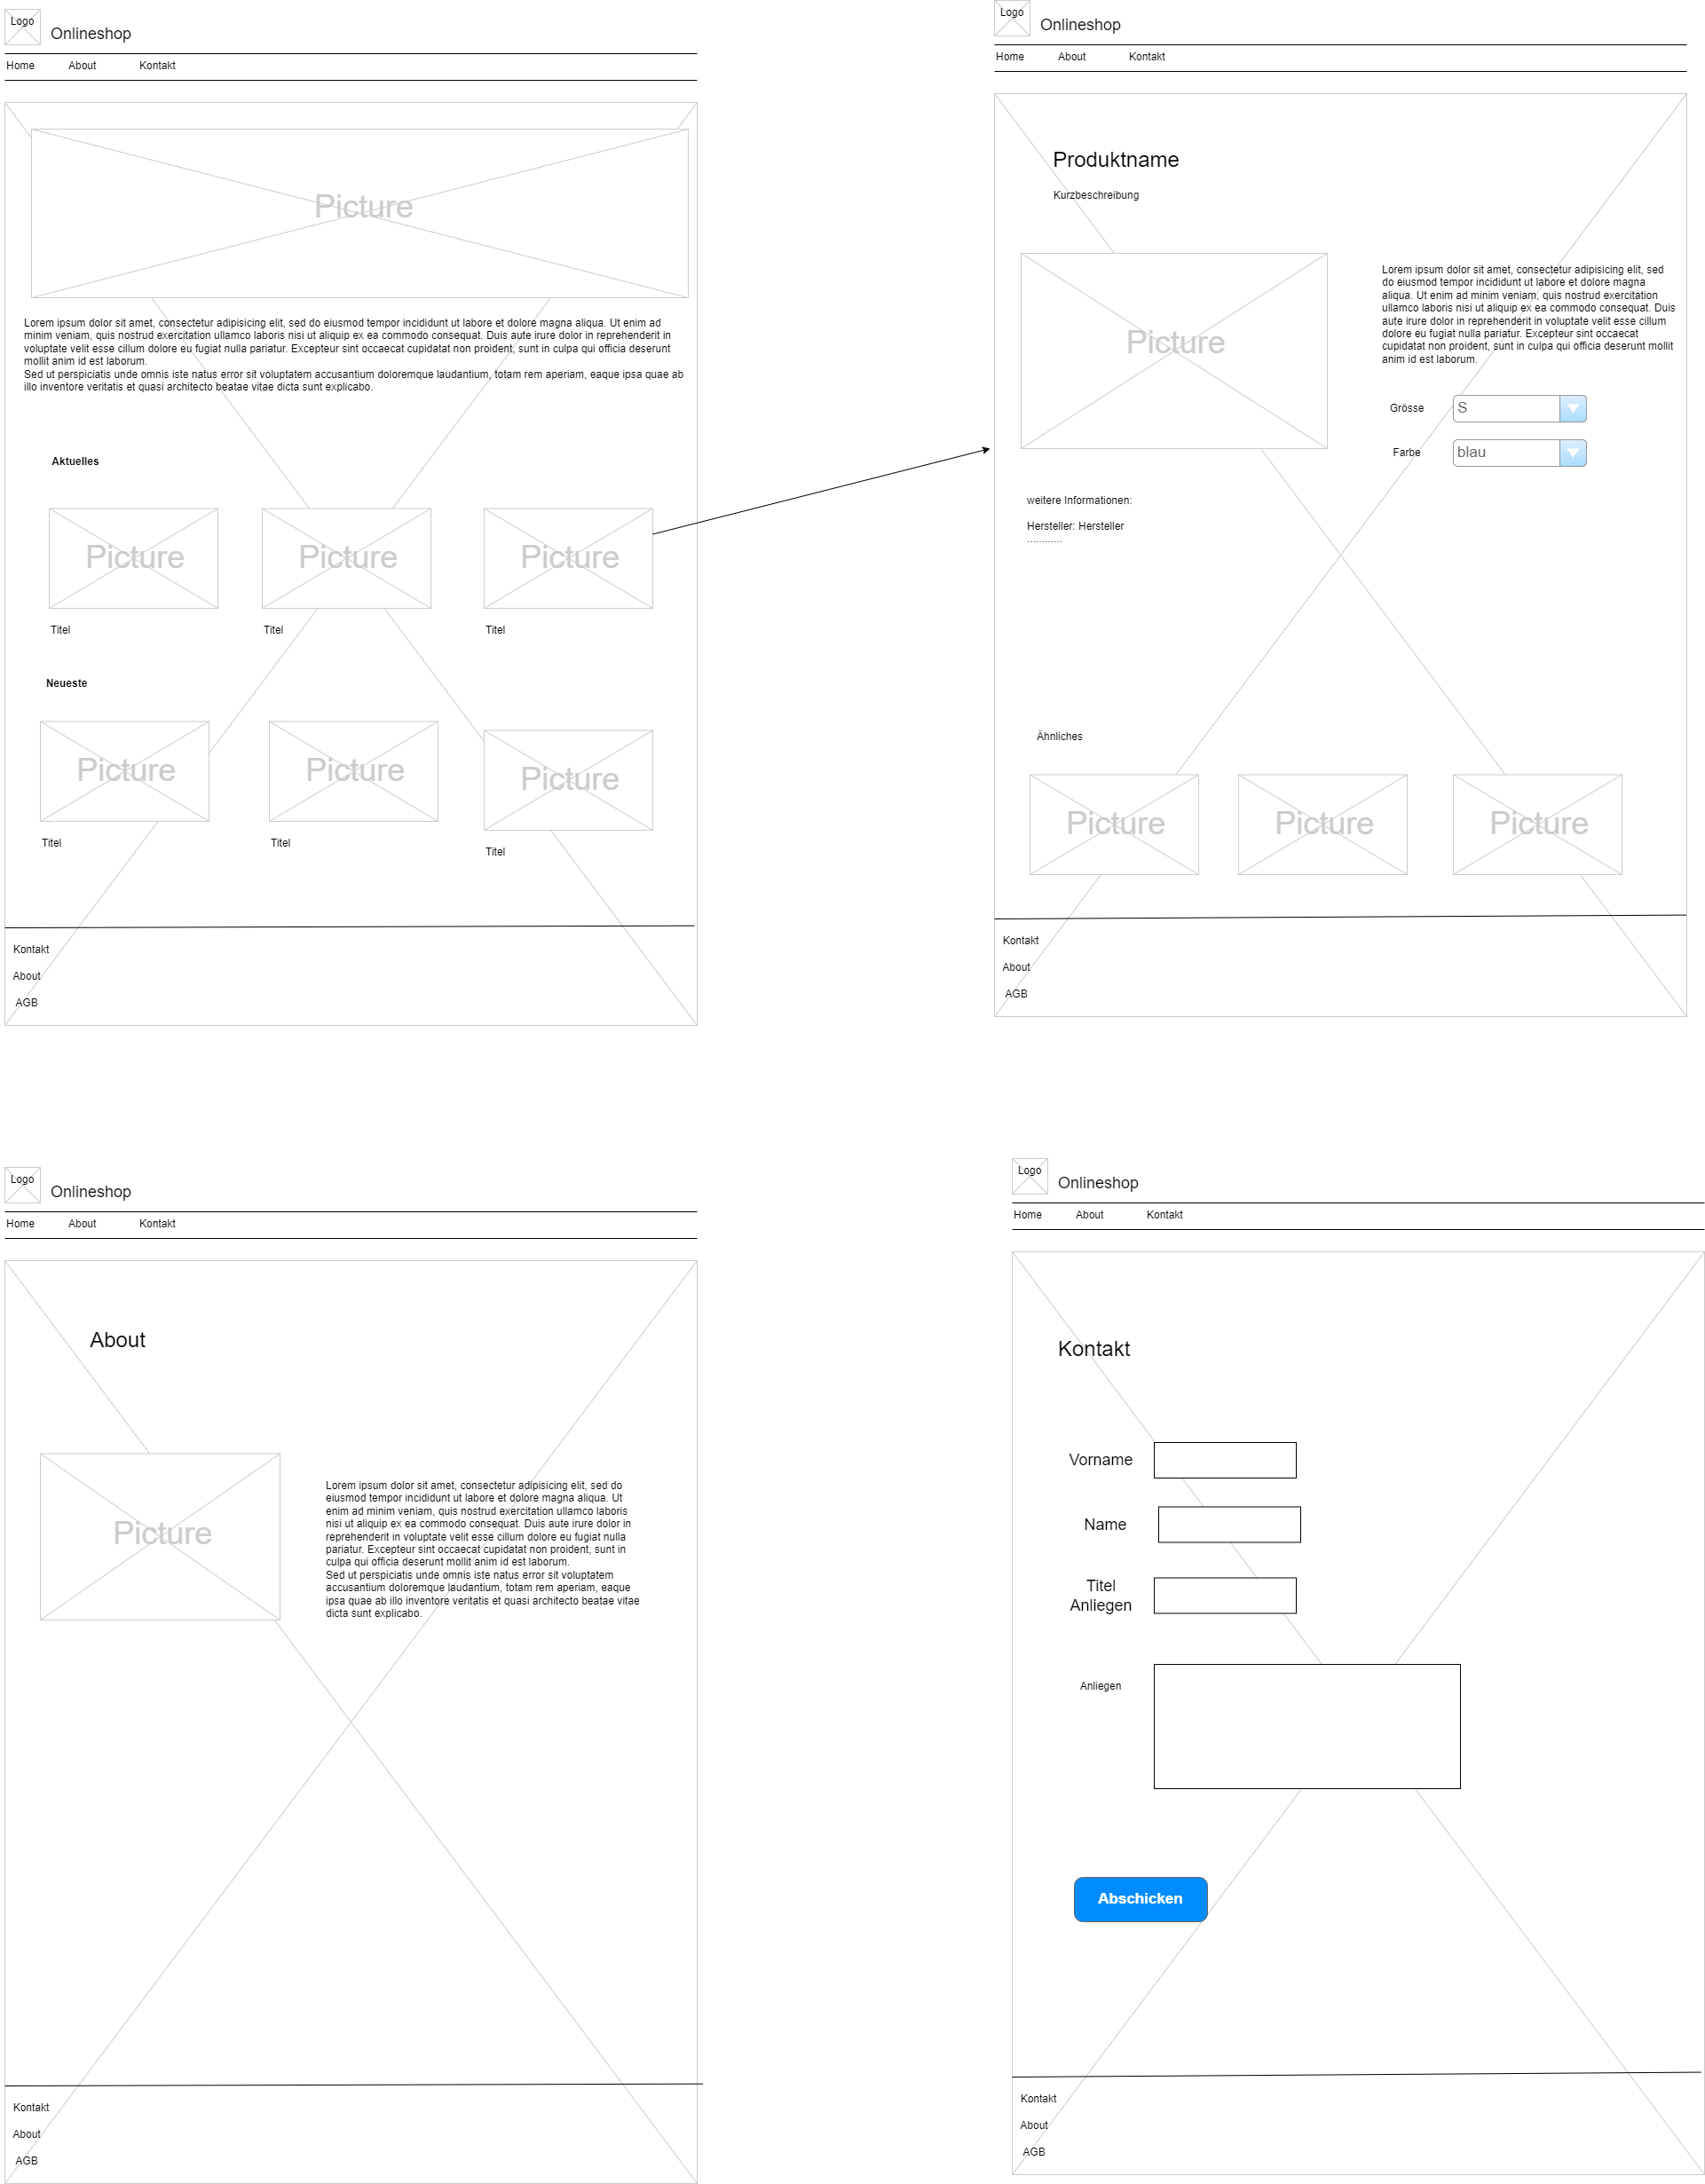 Logo
Onlineshop
Home About Kontakt
Picture
Lorem ipsum dolor sit amet, consectetur adipisicing elit, sed do eiusmod tempor incididunt ut labore et dolore magna aliqua. Ut enim ad
minim veniam, quis nostrud exercitation ullamco laboris nisi ut aliquip ex ea commodo consequat. Duis aute irure dolor in reprehenderit in
voluptate velit esse cillum dolore eu fugiat nulla pariatur. Excepteur sint occaecat cupidatat non proident, sunt in culpa qui officia deserunt
mollit anim id est laborum.
Sed ut perspiciatis unde omnis iste natus error sit voluptatem accusantium doloremque laudantium, totam rem aperiam, eaque ipsa quae ab
illo inventore veritatis et quasi architecto beatae vitae dicta sunt explicabo.
Aktuelles
Picture Picture Picture
Titel Titel Titel
Neueste
Picture Picture Picture
Titel Titel Titel
Kontakt
About
AGB
Logo
Onlineshop
Home About Kontakt
Produktname
Kurzbeschreibung
Picture
Lorem ipsum dolor sit amet, consectetur adipisicing elit, sed
do eiusmod tempor incididunt ut labore et dolore magna
aliqua. Ut enim ad minim veniam, quis nostrud exercitation
ullamco laboris nisi ut aliquip ex ea commodo consequat. Duis
aute irure dolor in reprehenderit in voluptate velit esse cillum
dolore eu fugiat nulla pariatur. Excepteur sint occaecat
cupidatat non proident, sunt in culpa qui officia deserunt mollit
anim id est laborum.
Grösse S
Farbe blau
weitere Informationen:
Hersteller: Hersteller
............
Ähnliches
Picture Picture Picture
Kontakt
About
AGB
Logo
Onlineshop
Home About Kontakt
About
Picture
Lorem ipsum dolor sit amet, consectetur adipisicing elit, sed do
eiusmod tempor incididunt ut labore et dolore magna aliqua. Ut
enim ad minim veniam, quis nostrud exercitation ullamco laboris
nisi ut aliquip ex ea commodo consequat. Duis aute irure dolor in
reprehenderit in voluptate velit esse cillum dolore eu fugiat nulla
pariatur. Excepteur sint occaecat cupidatat non proident, sunt in
culpa qui officia deserunt mollit anim id est laborum.
Sed ut perspiciatis unde omnis iste natus error sit voluptatem
accusantium doloremque laudantium, totam rem aperiam, eaque
ipsa quae ab illo inventore veritatis et quasi architecto beatae vitae
dicta sunt explicabo.
Kontakt
About
AGB
Logo
Onlineshop
Home About Kontakt
Kontakt
Vorname
Name
Titel
Anliegen
Anliegen
Abschicken
Kontakt
About
AGB